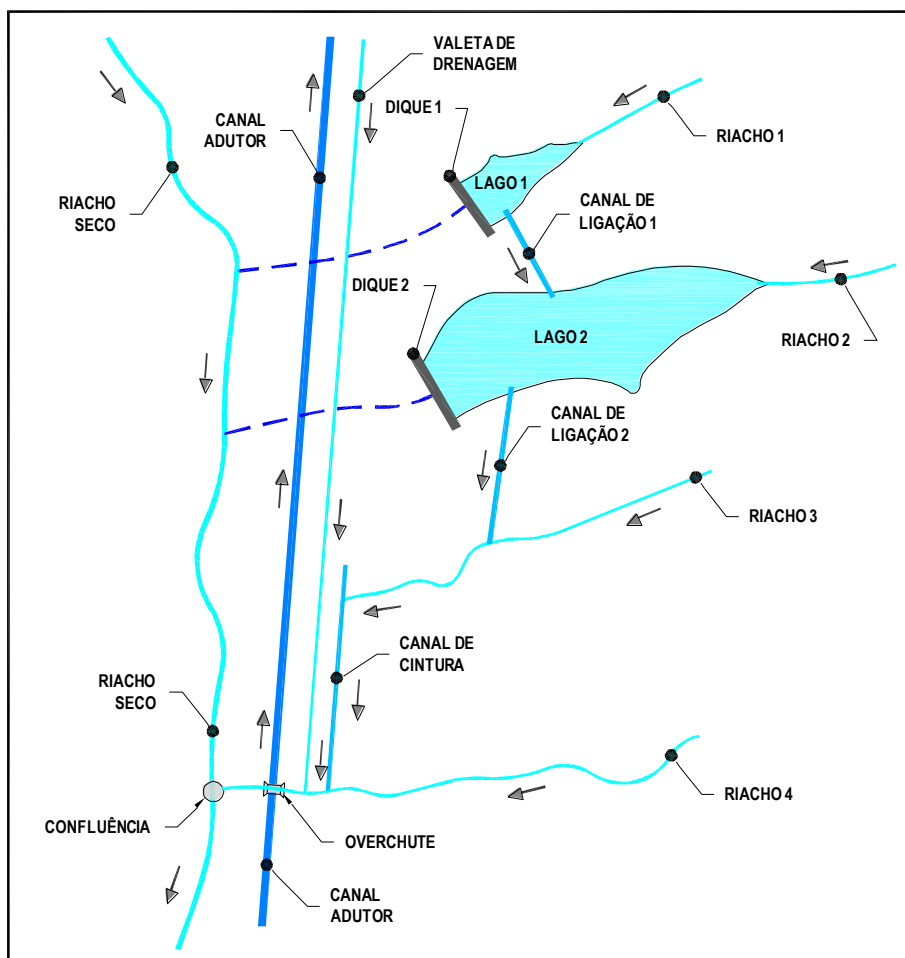 VALETA DE
DRENAGEM
DIQUE 1
CANAL
ADUTOR
RIACHO 1
RIACHO
SECO
LAGO 1
CANAL DE
LIGAÇÃO 1
DIQUE 2
LAGO 2
RIACHO 2
CANAL DE
LIGAÇÃO 2
RIACHO 3
CANAL DE
CINTURA
RIACHO
SECO
RIACHO 4
CONFLUÊNCIA
OVERCHUTE
CANAL
ADUTOR